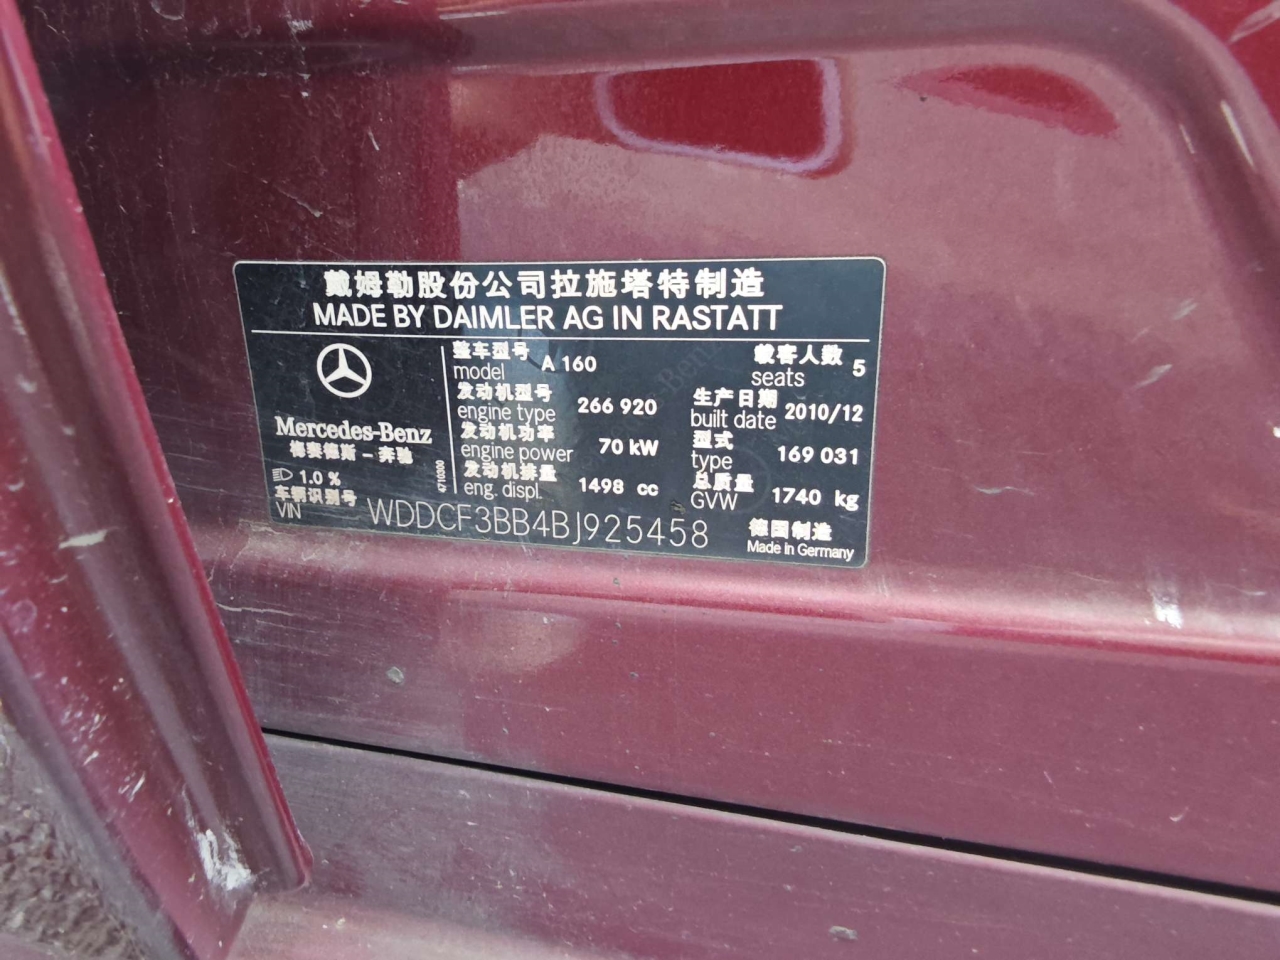 戴姆勒股份公司拉施塔特制造
MADE BY DAIMLER AG IN RASTATT
Mercedes-Benz
梅赛德斯-奔驰
1.0 %
4710300
整车型号
model A 160
载客人数
seats 5
发动机型号
engine type 266 920
生产日期
built date 2010/12
发动机功率
engine power 70 kW
型式
type 169 031
发动机排量
eng. displ. 1498 cc
总质量
GVW 1740 kg
车辆识别号
VIN WDDCF3BB4BJ925458
德国制造
Made in Germany